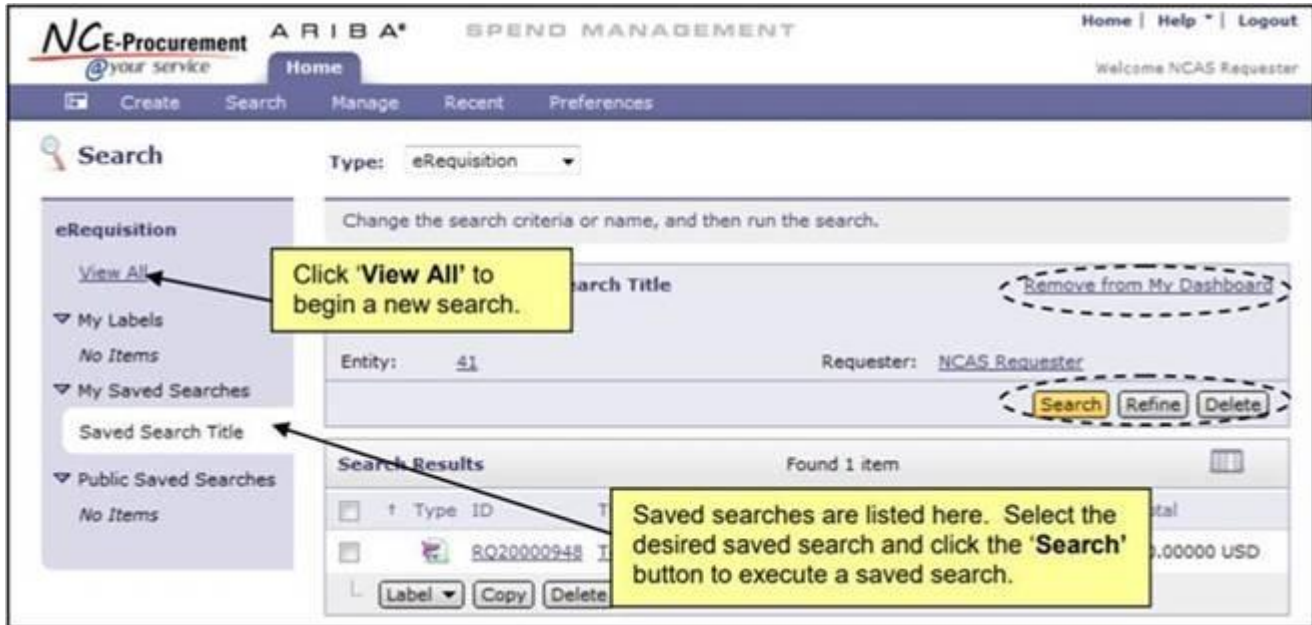 NCE-Procurement
@your service
ARIBA® SPEND MANAGEMENT
Home | Help | Logout
Home
Welcome NCAS Requester
Create Search Manage Recent Preferences
Search
Type: eRequisition
eRequisition
View All
My Labels
No Items
My Saved Searches
Saved Search Title
Public Saved Searches
No Items
Change the search criteria or name, and then run the search.
Click 'View All' to
begin a new search.
Search Title
Remove from My Dashboard
Entity: 41 Requester: NCAS Requester
Search Refine Delete
Search Results Found 1 item
↑ Type ID
RQ20000948
.00000 USD
Saved searches are listed here. Select the
desired saved search and click the 'Search'
button to execute a saved search.
Label Copy Delete